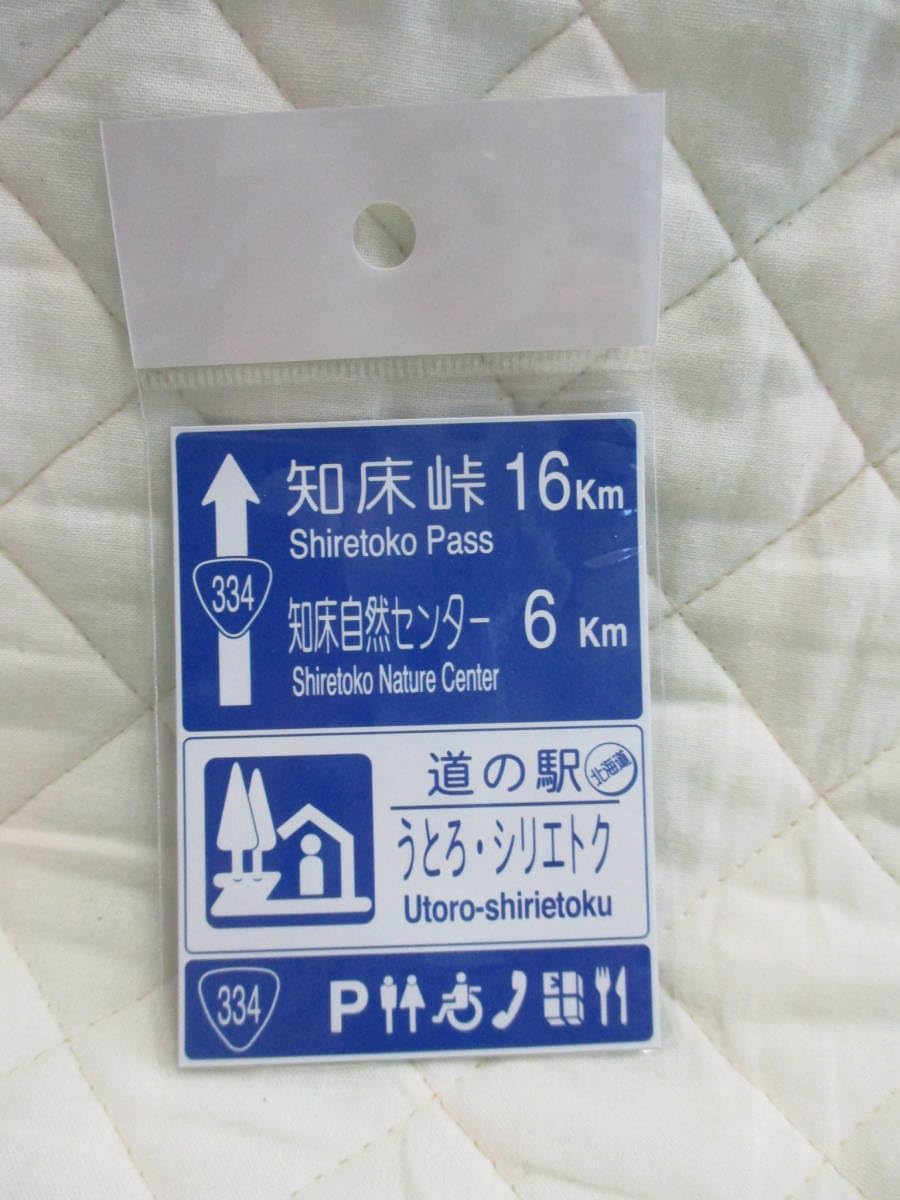 知床峠 16Km
Shiretoko Pass
334
知床自然センター 6 Km
Shiretoko Nature Center
道の駅 北海道
うとろ・シリエトク
Utoro-shirietoku
334 P